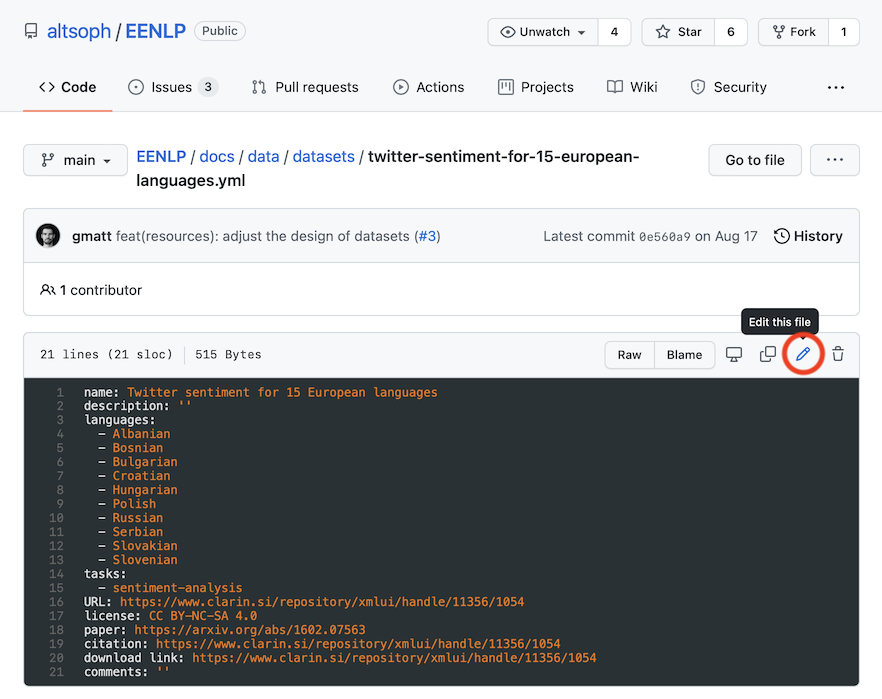 altsoph / EENLP Public
Unwatch 4 Star 6 Fork 1
Code Issues 3 Pull requests Actions Projects Wiki Security ...
main EENLP / docs / data / datasets / twitter-sentiment-for-15-european-
languages.yml
Go to file ...
gmatt feat(resources): adjust the design of datasets (#3) Latest commit 0e560a9 on Aug 17 History
1 contributor
Edit this file
21 lines (21 sloc) 515 Bytes Raw Blame
1 name: Twitter sentiment for 15 European languages
2 description: ''
3 languages:
4 - Albanian
5 - Bosnian
6 - Bulgarian
7 - Croatian
8 - Hungarian
9 - Polish
10 - Russian
11 - Serbian
12 - Slovakian
13 - Slovenian
14 tasks:
15 - sentiment-analysis
16 URL: https://www.clarin.si/repository/xmlui/handle/11356/1054
17 license: CC BY-NC-SA 4.0
18 paper: https://arxiv.org/abs/1602.07563
19 citation: https://www.clarin.si/repository/xmlui/handle/11356/1054
20 download link: https://www.clarin.si/repository/xmlui/handle/11356/1054
21 comments: ''